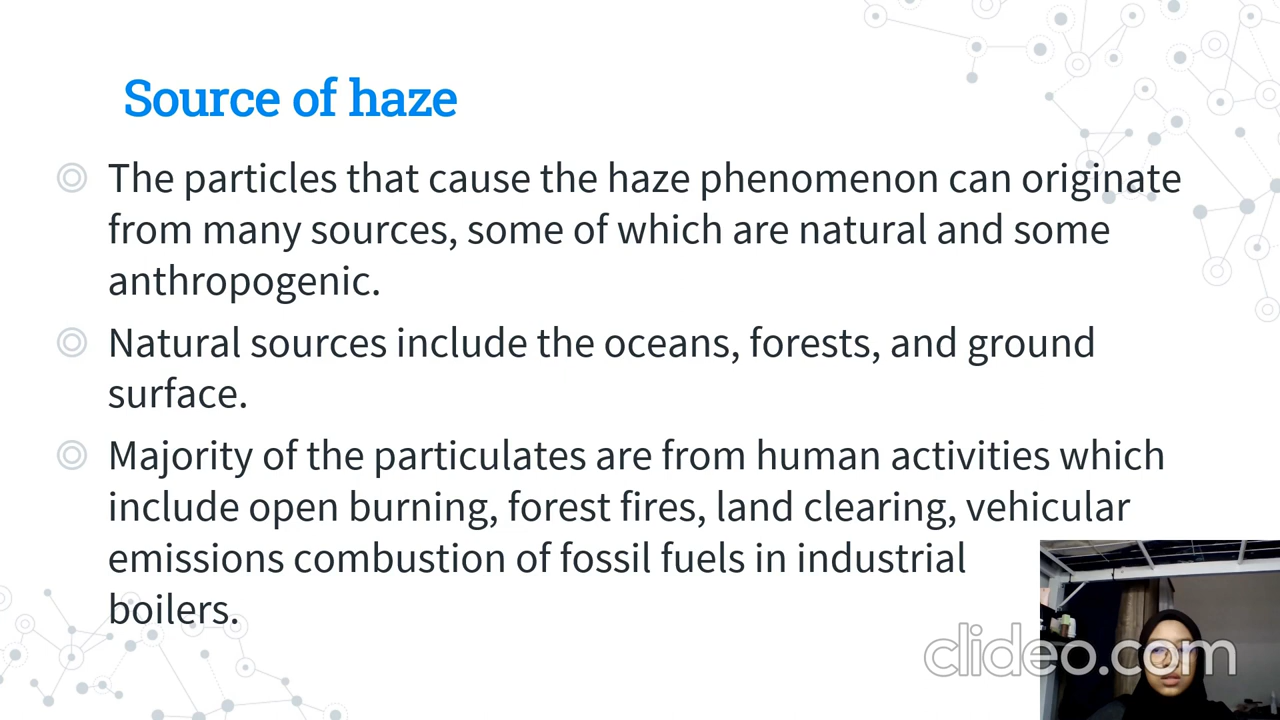 Source of haze
The particles that cause the haze phenomenon can originate
from many sources, some of which are natural and some
anthropogenic.
Natural sources include the oceans, forests, and ground
surface.
Majority of the particulates are from human activities which
include open burning, forest fires, land clearing, vehicular
emissions combustion of fossil fuels in industrial
boilers.
clideo.com